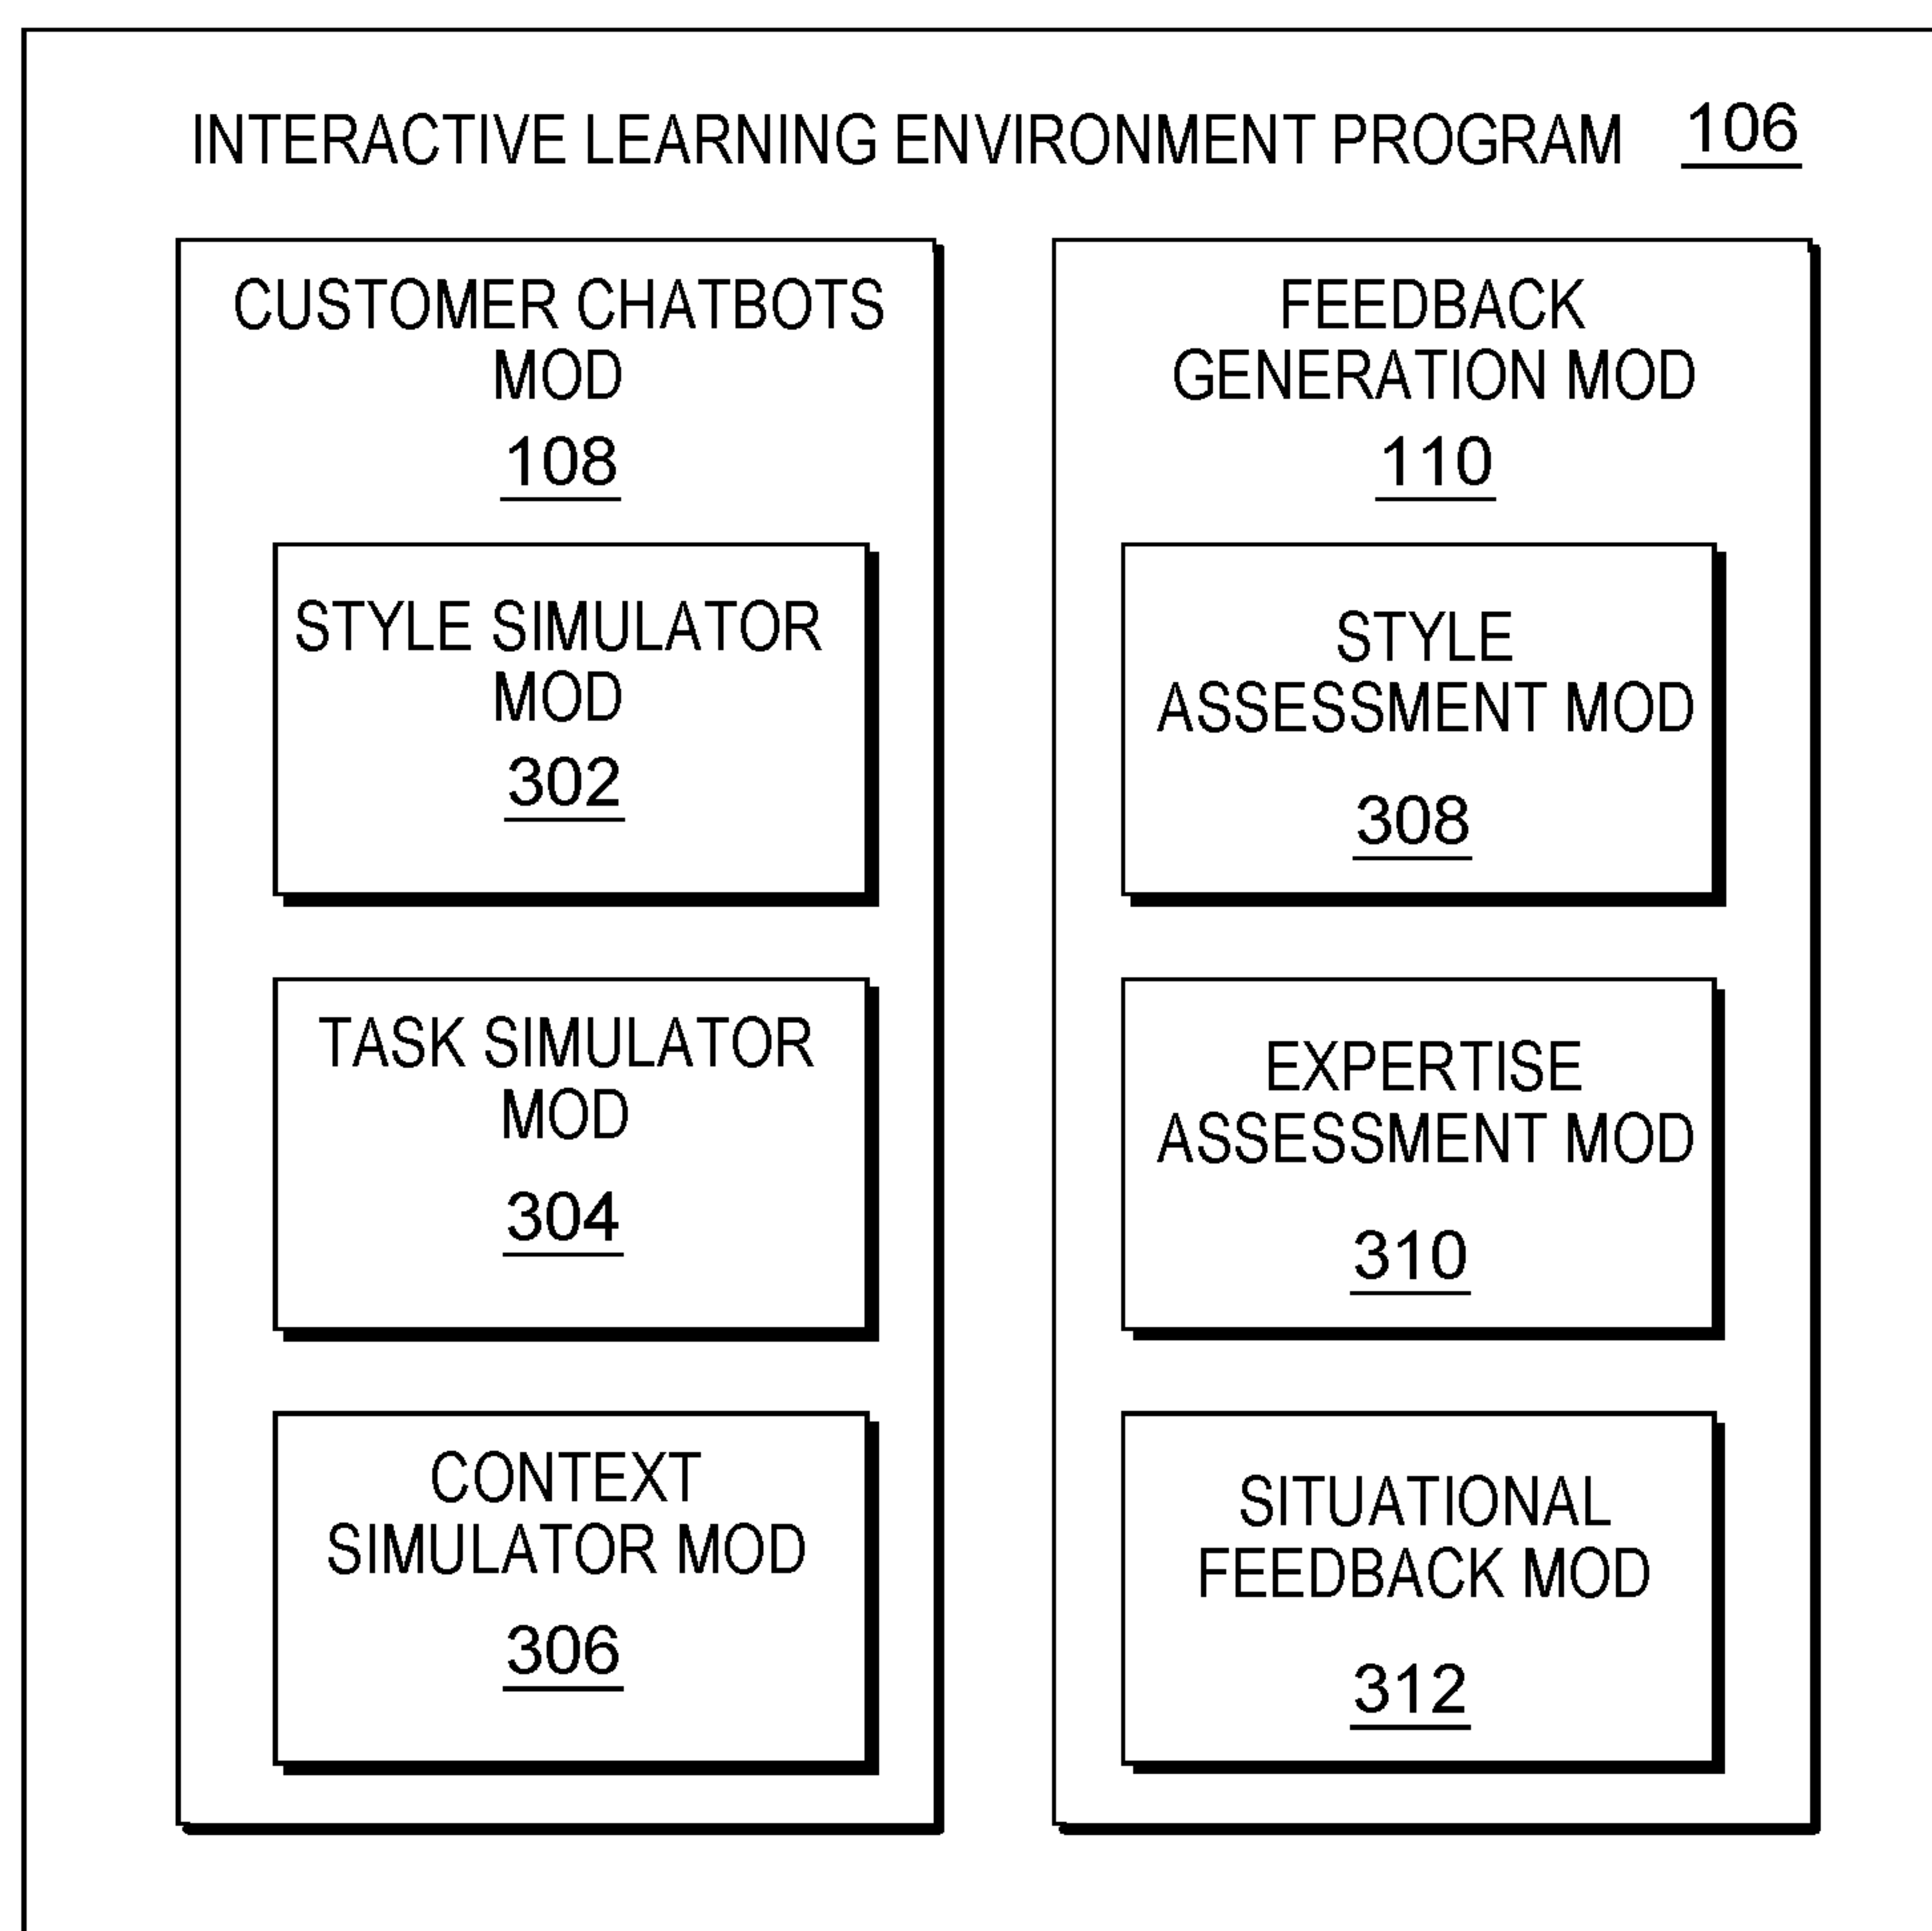 INTERACTIVE LEARNING ENVIRONMENT PROGRAM 106
CUSTOMER CHATBOTS
MOD
108
STYLE SIMULATOR
MOD
302
TASK SIMULATOR
MOD
304
CONTEXT
SIMULATOR MOD
306
FEEDBACK
GENERATION MOD
110
STYLE
ASSESSMENT MOD
308
EXPERTISE
ASSESSMENT MOD
310
SITUATIONAL
FEEDBACK MOD
312